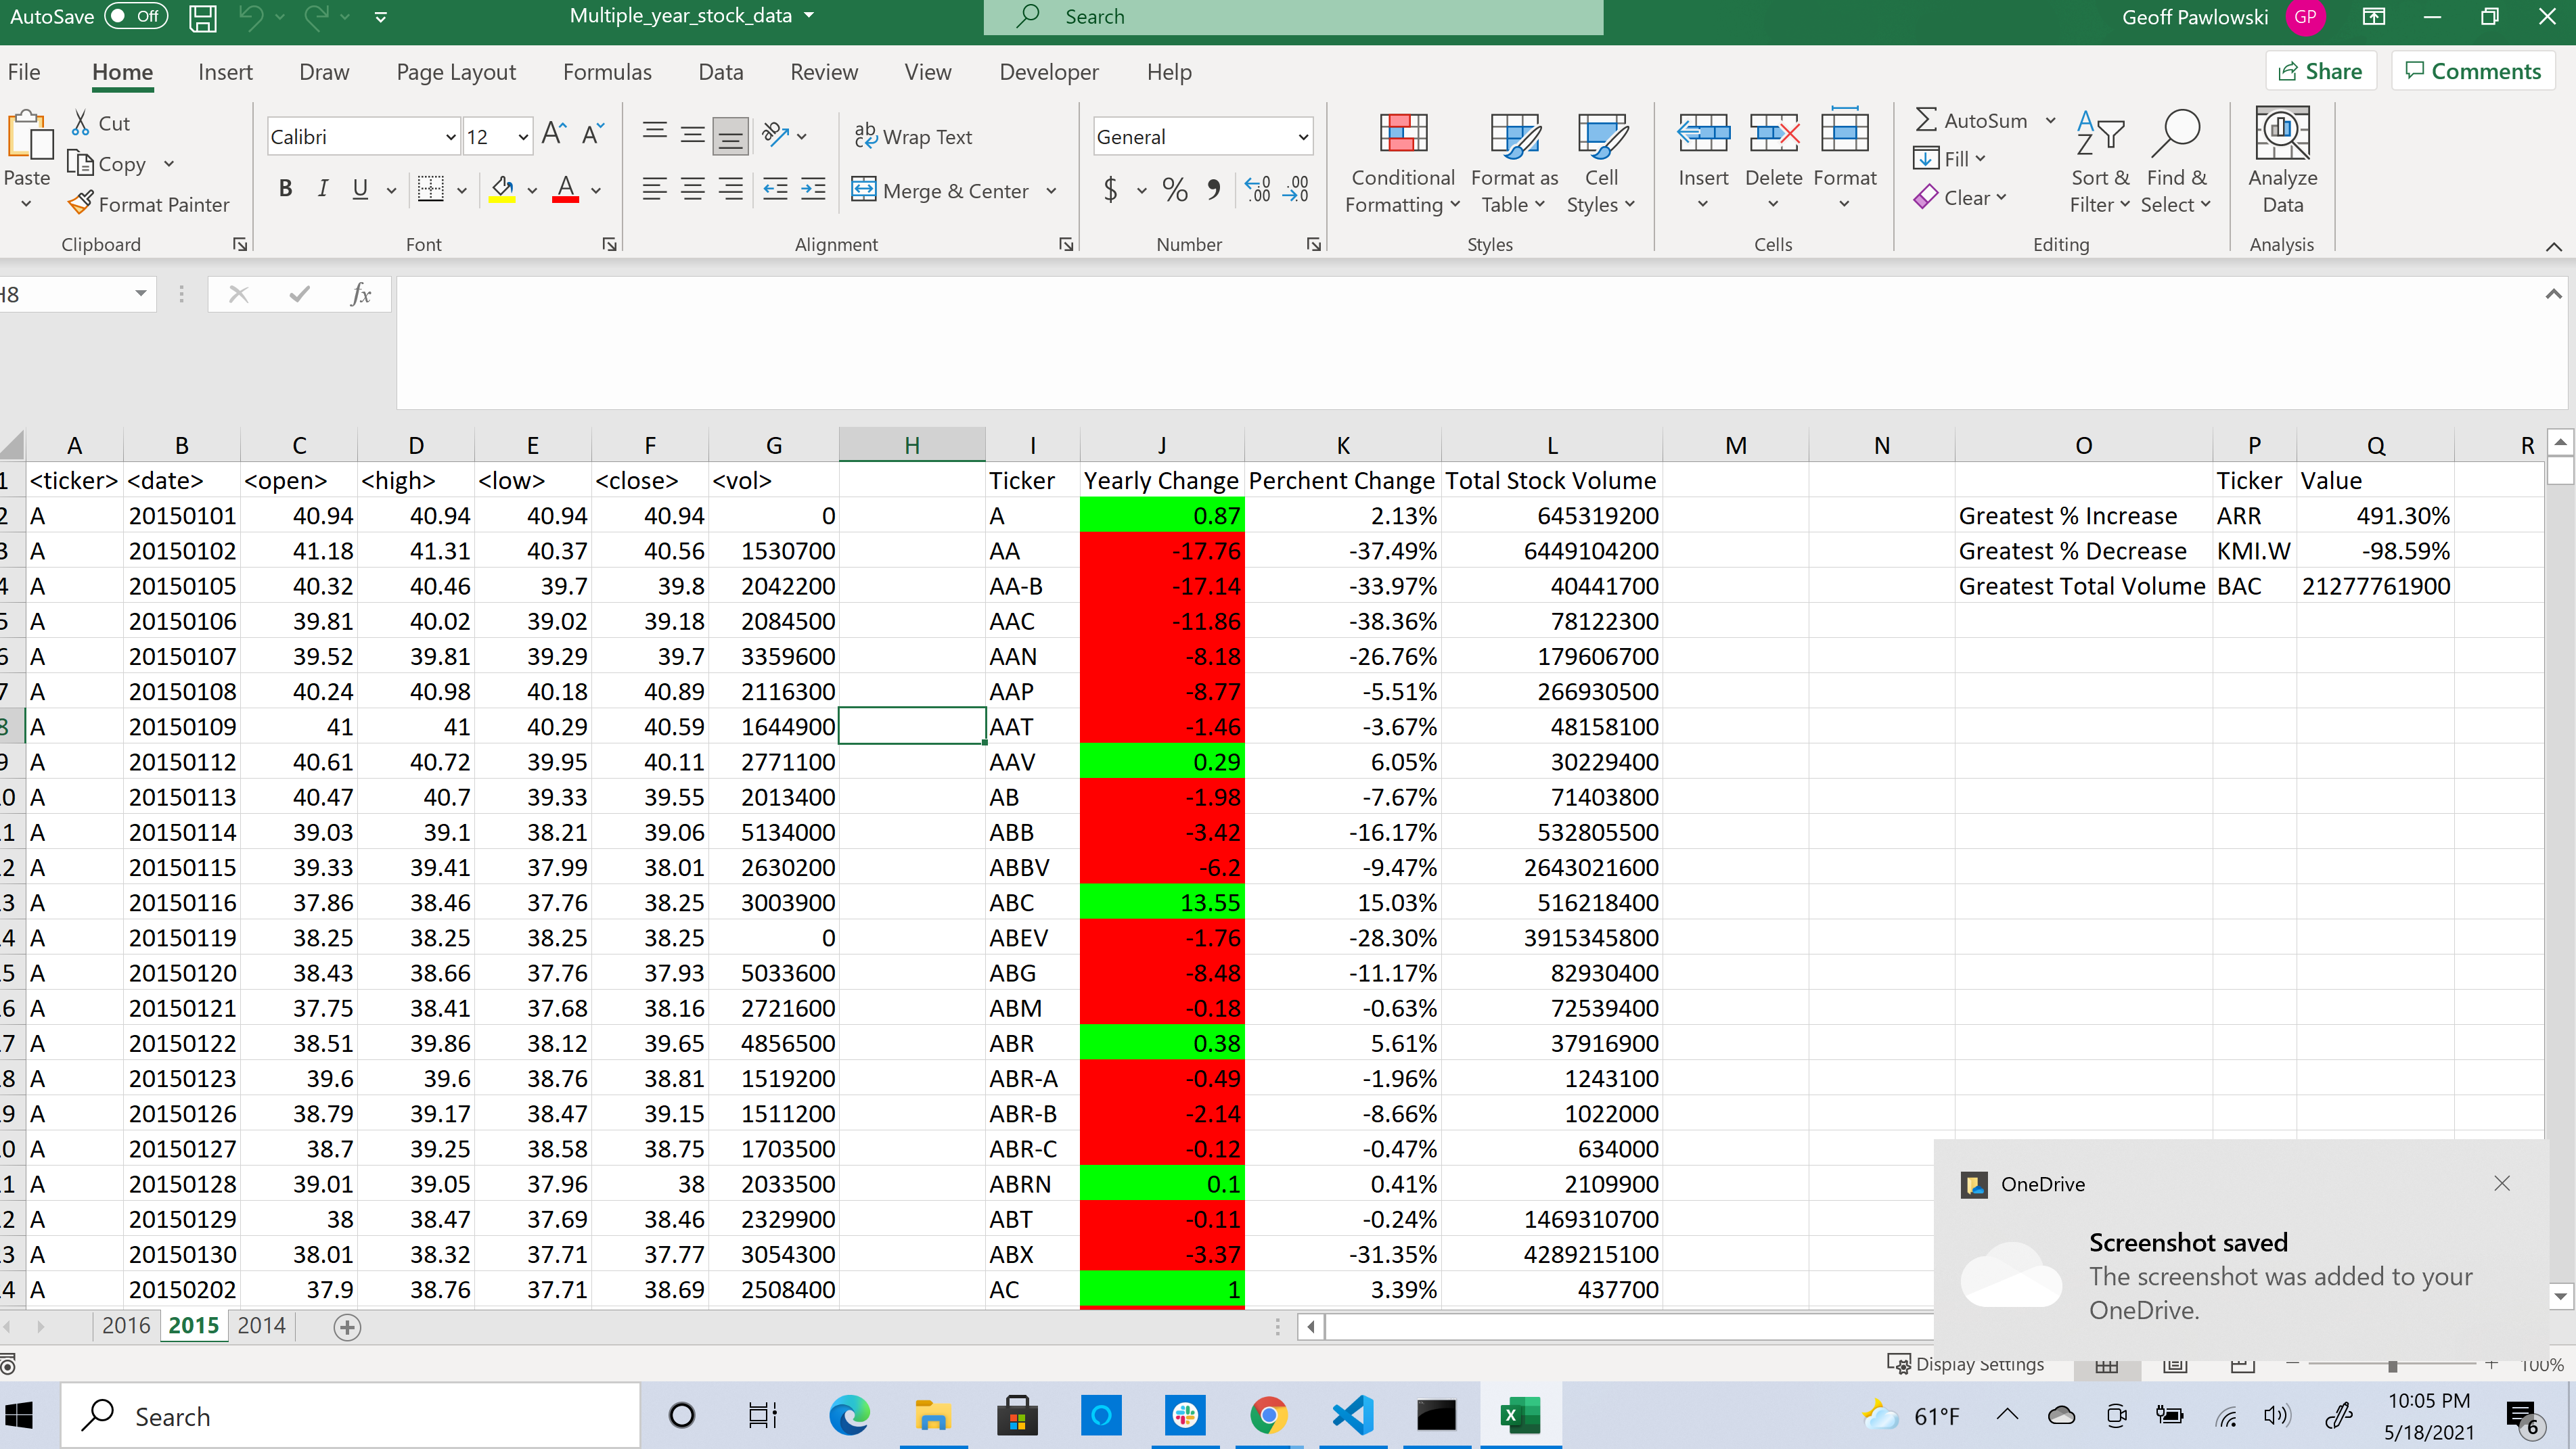 AutoSave Off Multiple_year_stock_data Search Geoff Pawlowski GP
File Home Insert Draw Page Layout Formulas Data Review View Developer Help Share Comments
Paste Cut Copy Format Painter Clipboard
Calibri 12 B I U A Font
Wrap Text Merge & Center Alignment
General $ % Number
Conditional Formatting Format as Table Cell Styles Styles
Insert Delete Format Cells
AutoSum Fill Clear Sort & Filter Find & Select Editing
Analyze Data Analysis
H8 fx
A B C D E F G H I J K L M N O P Q R
1 <ticker> <date> <open> <high> <low> <close> <vol> Ticker Yearly Change Perchent Change Total Stock Volume Ticker Value
2 A 20150101 40.94 40.94 40.94 40.94 0 A 0.87 2.13% 645319200 Greatest % Increase ARR 491.30%
3 A 20150102 41.18 41.31 40.37 40.56 1530700 AA -17.76 -37.49% 6449104200 Greatest % Decrease KMI.W -98.59%
4 A 20150105 40.32 40.46 39.7 39.8 2042200 AA-B -17.14 -33.97% 40441700 Greatest Total Volume BAC 21277761900
5 A 20150106 39.81 40.02 39.02 39.18 2084500 AAC -11.86 -38.36% 78122300
6 A 20150107 39.52 39.81 39.29 39.7 3359600 AAN -8.18 -26.76% 179606700
7 A 20150108 40.24 40.98 40.18 40.89 2116300 AAP -8.77 -5.51% 266930500
8 A 20150109 41 41 40.29 40.59 1644900 AAT -1.46 -3.67% 48158100
9 A 20150112 40.61 40.72 39.95 40.11 2771100 AAV 0.29 6.05% 30229400
0 A 20150113 40.47 40.7 39.33 39.55 2013400 AB -1.98 -7.67% 71403800
1 A 20150114 39.03 39.1 38.21 39.06 5134000 ABB -3.42 -16.17% 532805500
2 A 20150115 39.33 39.41 37.99 38.01 2630200 ABBV -6.2 -9.47% 2643021600
3 A 20150116 37.86 38.46 37.76 38.25 3003900 ABC 13.55 15.03% 516218400
4 A 20150119 38.25 38.25 38.25 38.25 0 ABEV -1.76 -28.30% 3915345800
5 A 20150120 38.43 38.66 37.76 37.93 5033600 ABG -8.48 -11.17% 82930400
6 A 20150121 37.75 38.41 37.68 38.16 2721600 ABM -0.18 -0.63% 72539400
7 A 20150122 38.51 39.86 38.12 39.65 4856500 ABR 0.38 5.61% 37916900
8 A 20150123 39.6 39.6 38.76 38.81 1519200 ABR-A -0.49 -1.96% 1243100
9 A 20150126 38.79 39.17 38.47 39.15 1511200 ABR-B -2.14 -8.66% 1022000
0 A 20150127 38.7 39.25 38.58 38.75 1703500 ABR-C -0.12 -0.47% 634000
1 A 20150128 39.01 39.05 37.96 38 2033500 ABRN 0.1 0.41% 2109900
2 A 20150129 38 38.47 37.69 38.46 2329900 ABT -0.11 -0.24% 1469310700
3 A 20150130 38.01 38.32 37.71 37.77 3054300 ABX -3.37 -31.35% 4289215100
4 A 20150202 37.9 38.76 37.71 38.69 2508400 AC 1 3.39% 437700
OneDrive
Screenshot saved
The screenshot was added to your
OneDrive.
2016 2015 2014
Display Settings 100%
Search 61°F 10:05 PM
5/18/2021 6